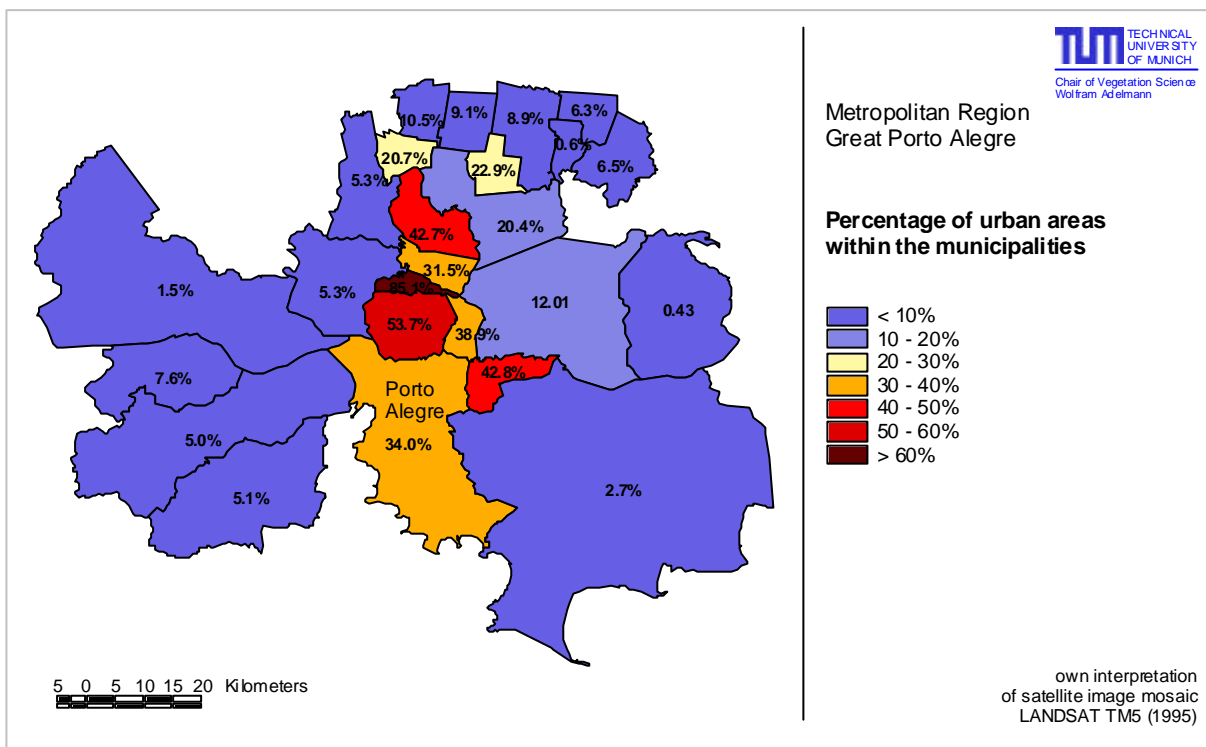 TUM
TECHNICAL
UNIVERSITY
OF MUNICH
Chair of Vegetation Science
Wolfram Adelmann
Metropolitan Region
Great Porto Alegre
Percentage of urban areas
within the municipalities
< 10%
10 - 20%
20 - 30%
30 - 40%
40 - 50%
50 - 60%
> 60%
10.5%
9.1%
8.9%
6.3%
0.6%
6.5%
20.7%
22.9%
5.3%
20.4%
42.7%
31.5%
1.5%
5.3%
85.1%
12.01
0.43
53.7%
38.9%
7.6%
42.8%
Porto
Alegre
34.0%
5.0%
5.1%
2.7%
5 0 5 10 15 20 Kilometers
own interpretation
of satellite image mosaic
LANDSAT TM5 (1995)